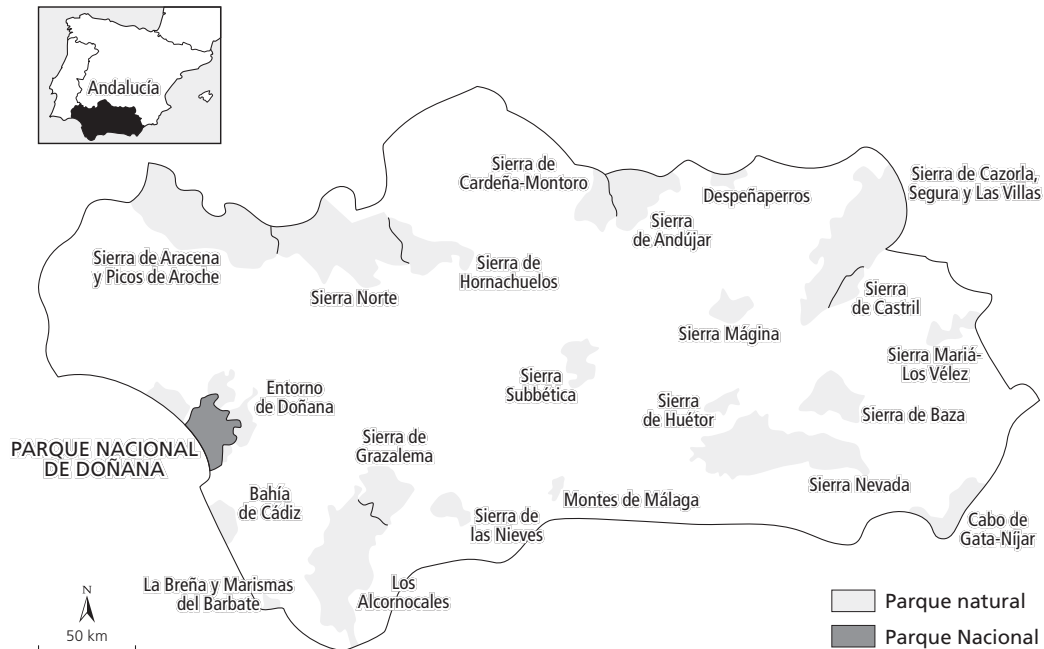 Andalucía
Sierra de
Cardeña-Montoro
Despeñaperros
Sierra de Cazorla,
Segura y Las Villas
Sierra
de Andújar
Sierra de Aracena
y Picos de Aroche
Sierra Norte
Sierra de
Hornachuelos
Sierra
de Castril
Sierra Mágina
Sierra Mariá-
Los Vélez
Sierra
Subbética
Entorno
de Doñana
Sierra
de Huétor
Sierra de Baza
PARQUE NACIONAL
DE DOÑANA
Sierra de
Grazalema
Bahía
de Cádiz
Sierra de
las Nieves
Montes de Málaga
Sierra Nevada
Cabo de
Gata-Níjar
La Breña y Marismas
del Barbate
Los
Alcornocales
N
50 km
Parque natural
Parque Nacional